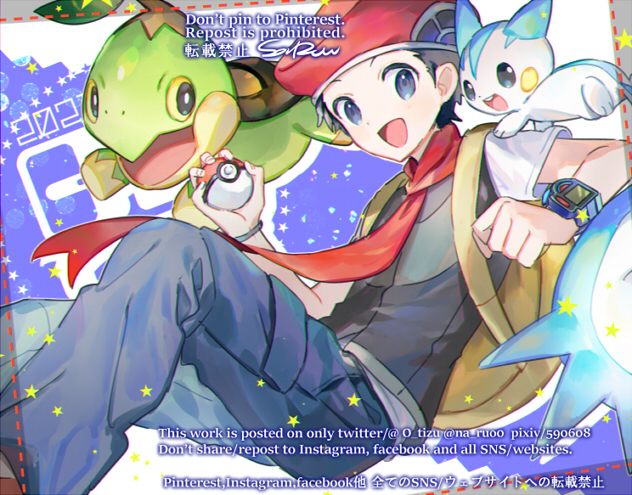 Don't pin to Pinterest.
Repost is prohibited.
転載禁止
202
This work is posted on only twitter/@ O_tizu @na_ruoo pixiv/590608
Don't share/repost to Instagram, facebook and all SNS/websites.
Pinterest,Instagram,facebook他 全てのSNS/ウェブサイトへの転載禁止